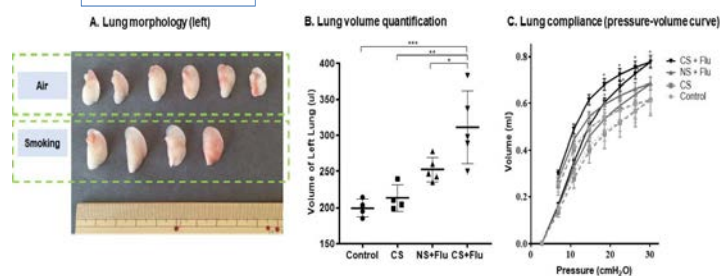 A. Lung morphology (left)
Air
Smoking
B. Lung volume quantification
***
**
*
Volume of Left Lung (ul)
400
350
300
250
200
150
Control CS NS+Flu CS+Flu
C. Lung compliance (pressure-volume curve)
CS + Flu
NS + Flu
CS
Control
Volume (ml)
0.8
0.6
0.4
0.2
0.0
0 10 20 30
Pressure (cmH₂O)